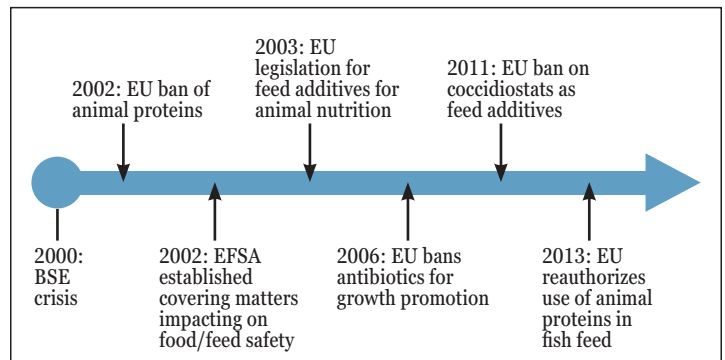 2002: EU ban of
animal proteins
2003: EU
legislation for
feed additives for
animal nutrition
2011: EU ban on
coccidiostats as
feed additives
2000:
BSE
crisis
2002: EFSA
established
covering matters
impacting on
food/feed safety
2006: EU bans
antibiotics for
growth promotion
2013: EU
reauthorizes
use of animal
proteins in
fish feed